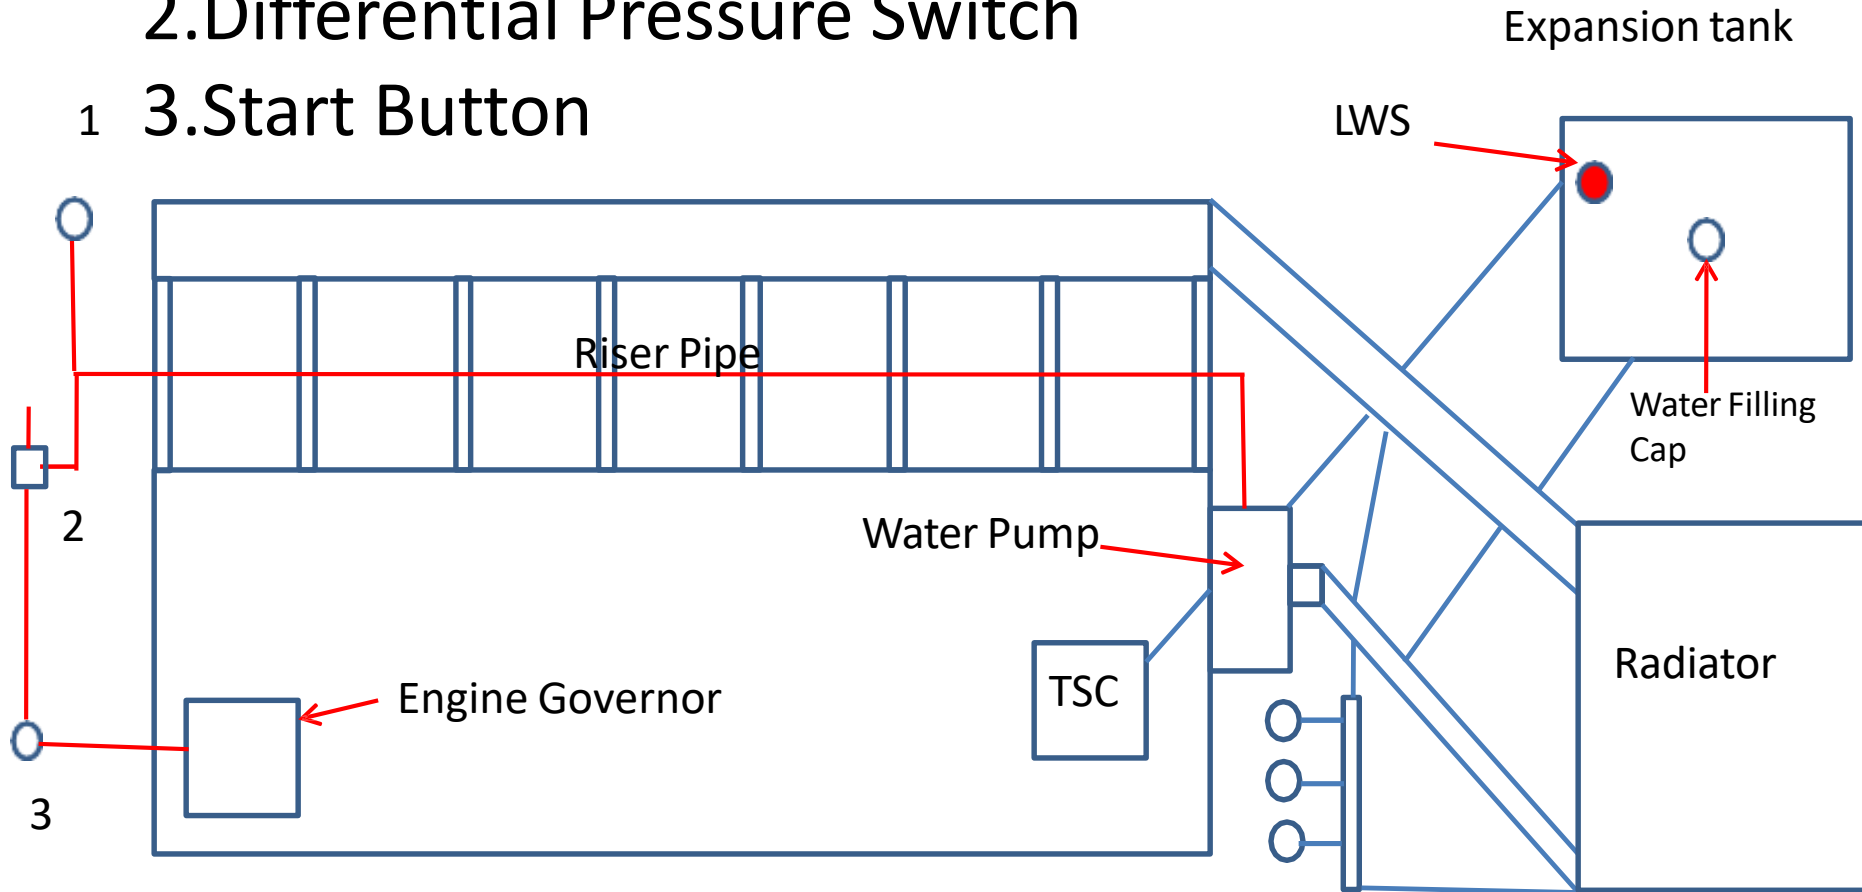 2.Differential Pressure Switch
Expansion tank
1
3.Start Button
LWS
Riser Pipe
Water Filling
Cap
2
Water Pump
Radiator
TSC
Engine Governor
3